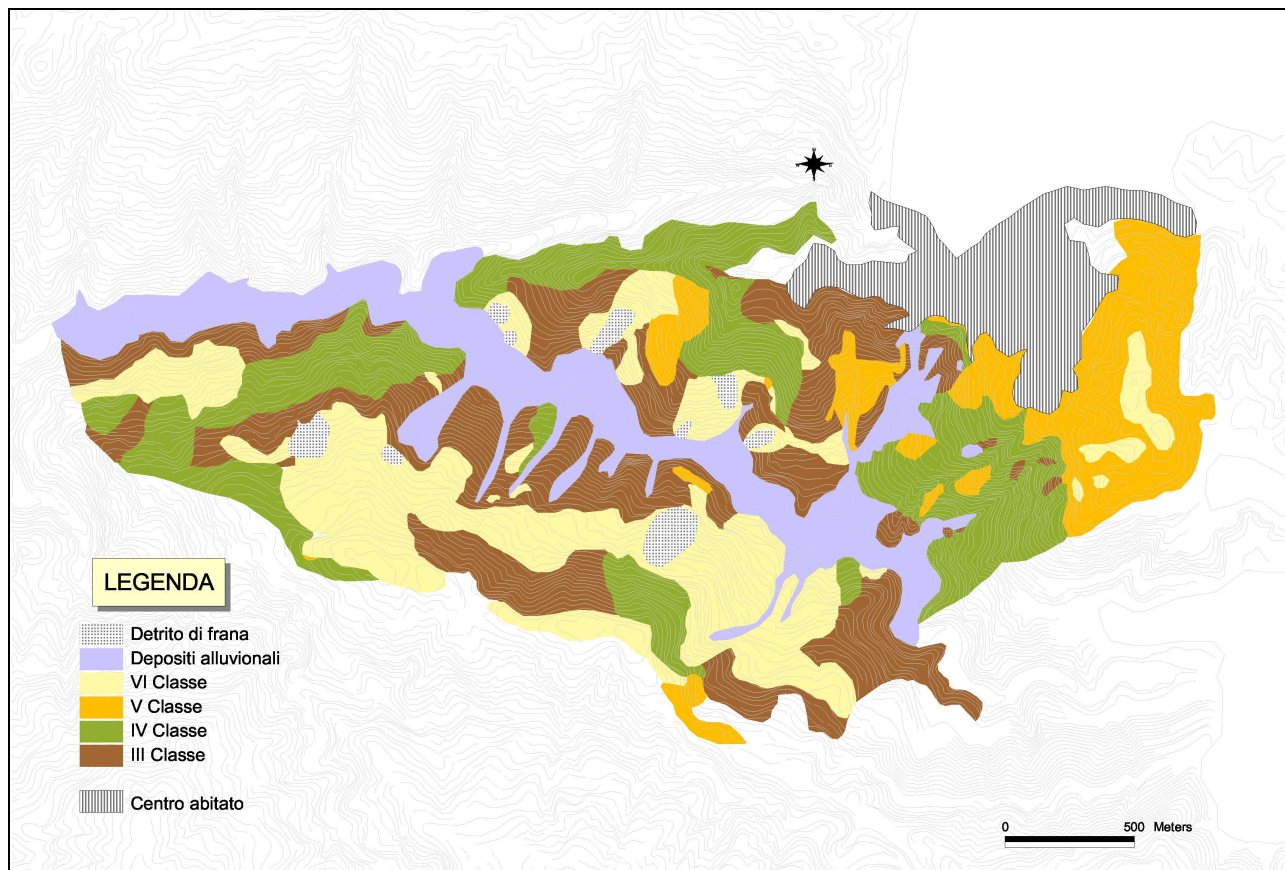 LEGENDA
Detrito di frana
Depositi alluvionali
VI Classe
V Classe
IV Classe
III Classe
Centro abitato
0 500 Meters